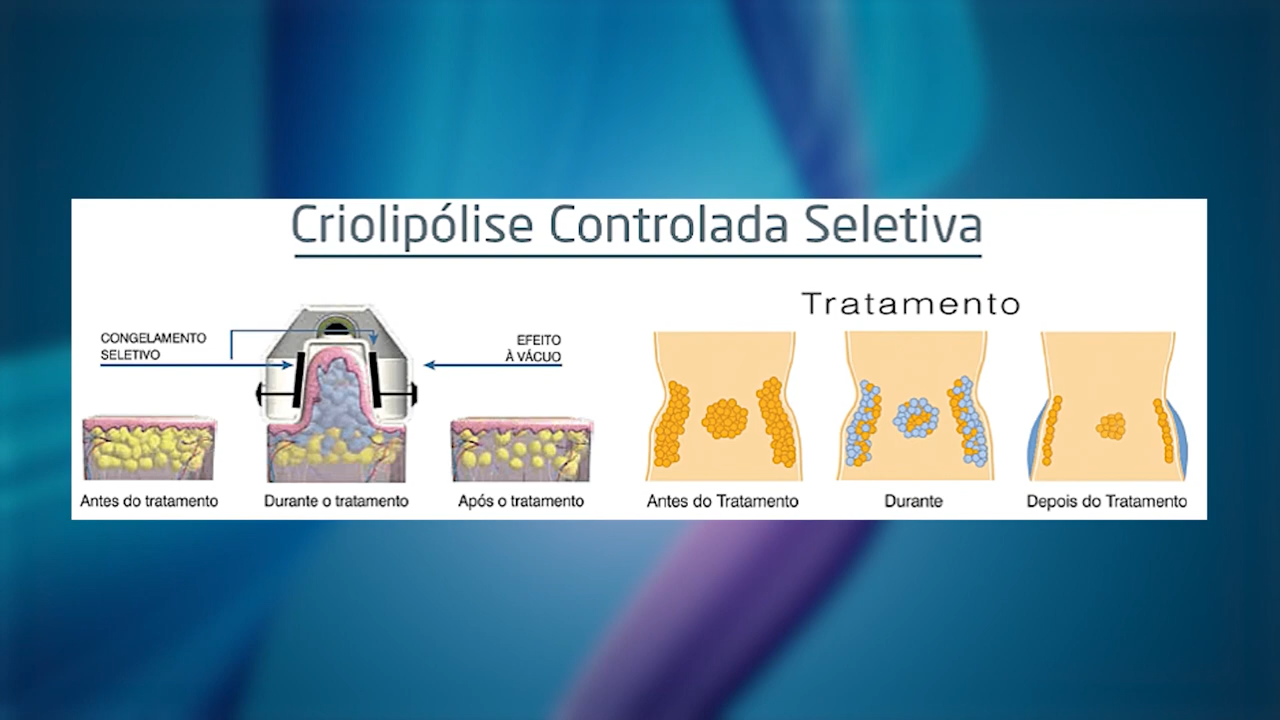 Criolipólise Controlada Seletiva
CONGELAMENTO
SELETIVO
EFEITO
À VÁCUO
Antes do tratamento
Durante o tratamento
Após o tratamento
Tratamento
Antes do Tratamento
Durante
Depois do Tratamento